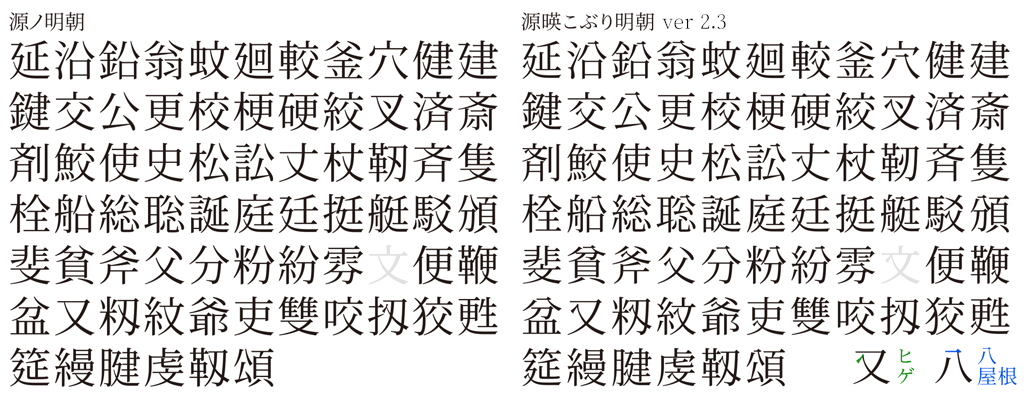 源ノ明朝
延沿鉛翁蚊廻較釜穴健建
鍵交公更校梗硬絞叉済斎
剤鮫使史松訟丈杖靭斉隻
栓船総聡誕庭廷挺艇駁頒
斐貧斧父分粉紛雰文便鞭
盆又籾紋爺吏雙咬扨狡甦
筵縵腱虔靱頌
源暎こぶり明朝 ver 2.3
延沿鉛翁蚊廻較釜穴健建
鍵交公更校梗硬絞叉済斎
剤鮫使史松訟丈杖靭斉隻
栓船総聡誕庭廷挺艇駁頒
斐貧斧父分粉紛雰文便鞭
盆又籾紋爺吏雙咬扨狡甦
筵縵腱虔靱頌
又 ヒゲ
八 八屋根